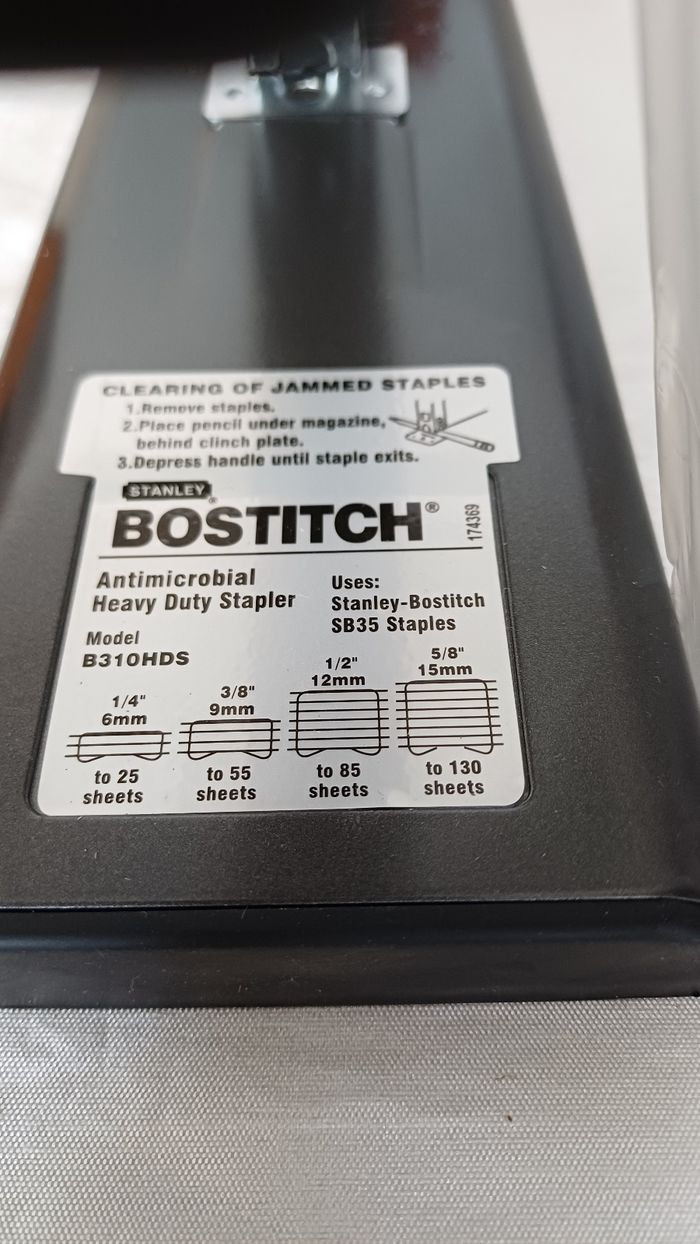 CLEARING OF JAMMED STAPLES
1.Remove staples.
2.Place pencil under magazine,
behind clinch plate.
3.Depress handle until staple exits.
STANLEY®
BOSTITCH®
174369
Antimicrobial
Heavy Duty Stapler
Model
B310HDS
Uses:
Stanley-Bostitch
SB35 Staples
1/4"
6mm
to 25
sheets
3/8"
9mm
to 55
sheets
1/2"
12mm
to 85
sheets
5/8"
15mm
to 130
sheets